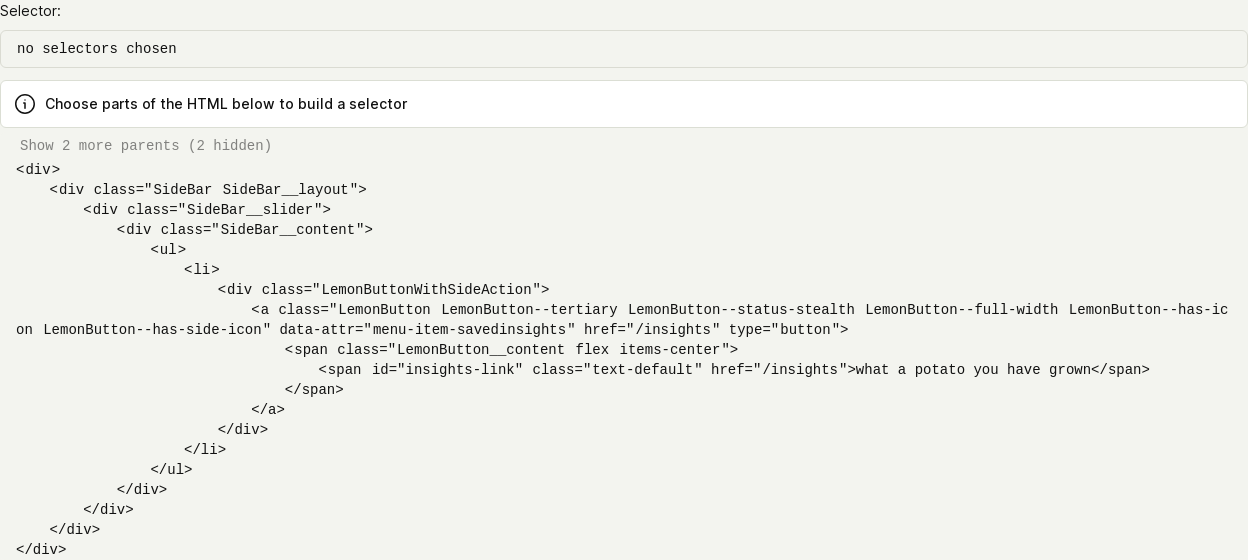 Selector:
no selectors chosen
Choose parts of the HTML below to build a selector
Show 2 more parents (2 hidden)
<div>
    <div class="SideBar SideBar__layout">
        <div class="SideBar__slider">
            <div class="SideBar__content">
                <ul>
                    <li>
                        <div class="LemonButtonWithSideAction">
                            <a class="LemonButton LemonButton--tertiary LemonButton--status-stealth LemonButton--full-width LemonButton--has-ic
on LemonButton--has-side-icon" data-attr="menu-item-savedinsights" href="/insights" type="button">
                                <span class="LemonButton__content flex items-center">
                                    <span id="insights-link" class="text-default" href="/insights">what a potato you have grown</span>
                                </span>
                            </a>
                        </div>
                    </li>
                </ul>
            </div>
        </div>
    </div>
</div>